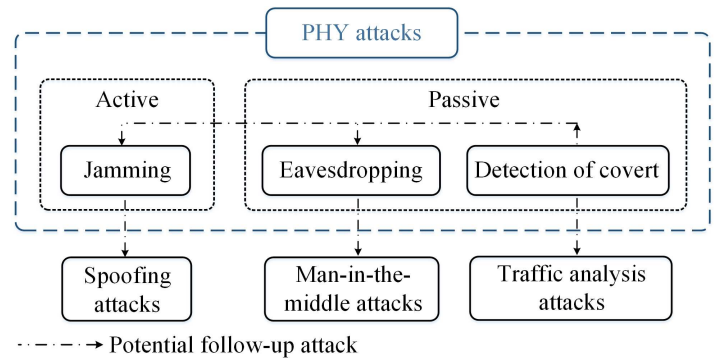 PHY attacks
Active
Passive
Jamming
Eavesdropping
Detection of covert
Spoofing
attacks
Man-in-the-
middle attacks
Traffic analysis
attacks
Potential follow-up attack